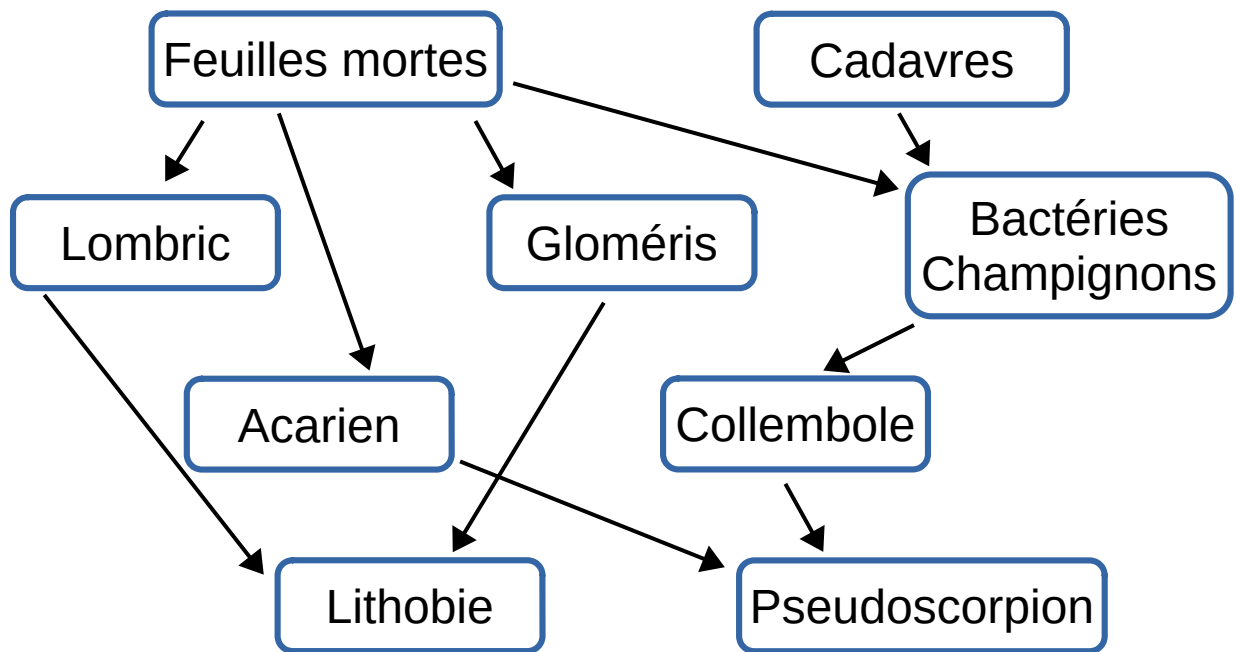 Feuilles mortes
Cadavres
Lombric
Gloméris
Bactéries
Champignons
Acarien
Collembole
Lithobie
Pseudoscorpion